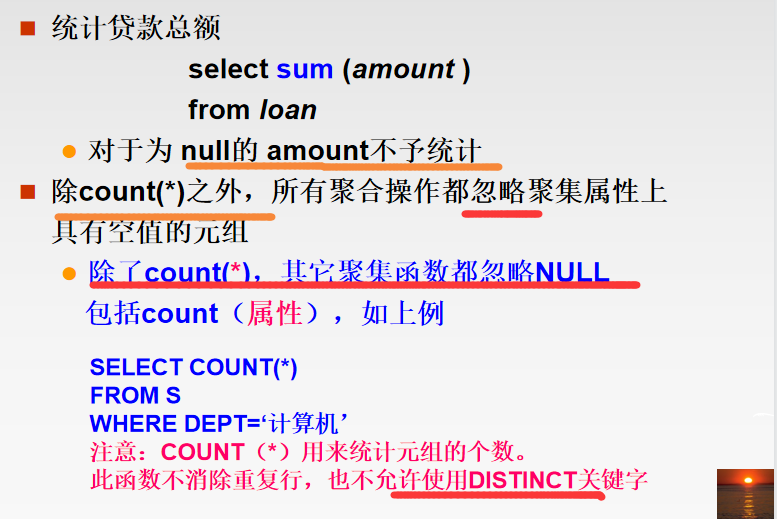 统计贷款总额
select sum (amount )
from loan
对于为 null的 amount不予统计
除count(*)之外，所有聚合操作都忽略聚集属性上
具有空值的元组
除了count(*)，其它聚集函数都忽略NULL
包括count（属性），如上例
SELECT COUNT(*)
FROM S
WHERE DEPT=‘计算机’
注意：COUNT（*）用来统计元组的个数。
此函数不消除重复行，也不允许使用DISTINCT关键字